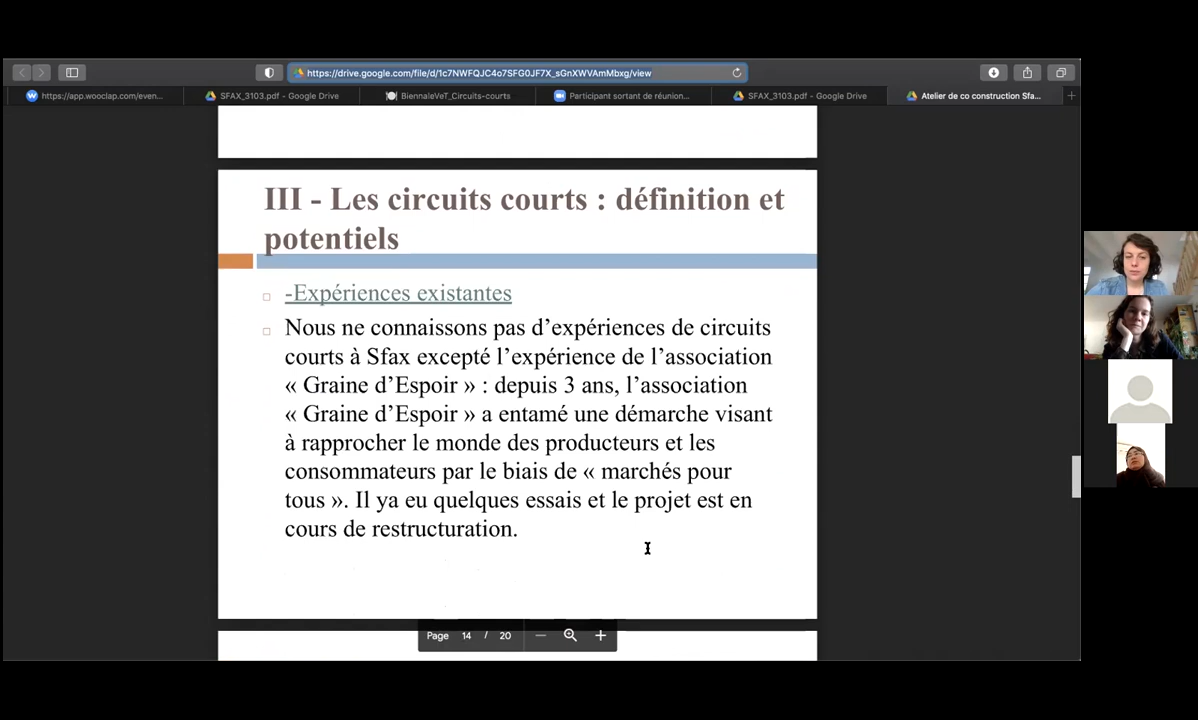 https://drive.google.com/file/d/1c7NWFQJC4o7SFG0JF7X_sGnXWVAmMbxg/view
https://app.wooclap.com/even...
SFAX_3103.pdf - Google Drive
BiennaleVeT_Circuits-courts
Participant sortant de réunion...
SFAX_3103.pdf - Google Drive
Atelier de co construction Sfa...
III - Les circuits courts : définition et
potentiels
-Expériences existantes
Nous ne connaissons pas d’expériences de circuits
courts à Sfax excepté l’expérience de l’association
« Graine d’Espoir » : depuis 3 ans, l’association
« Graine d’Espoir » a entamé une démarche visant
à rapprocher le monde des producteurs et les
consommateurs par le biais de « marchés pour
tous ». Il ya eu quelques essais et le projet est en
cours de restructuration.
Page 14 / 20